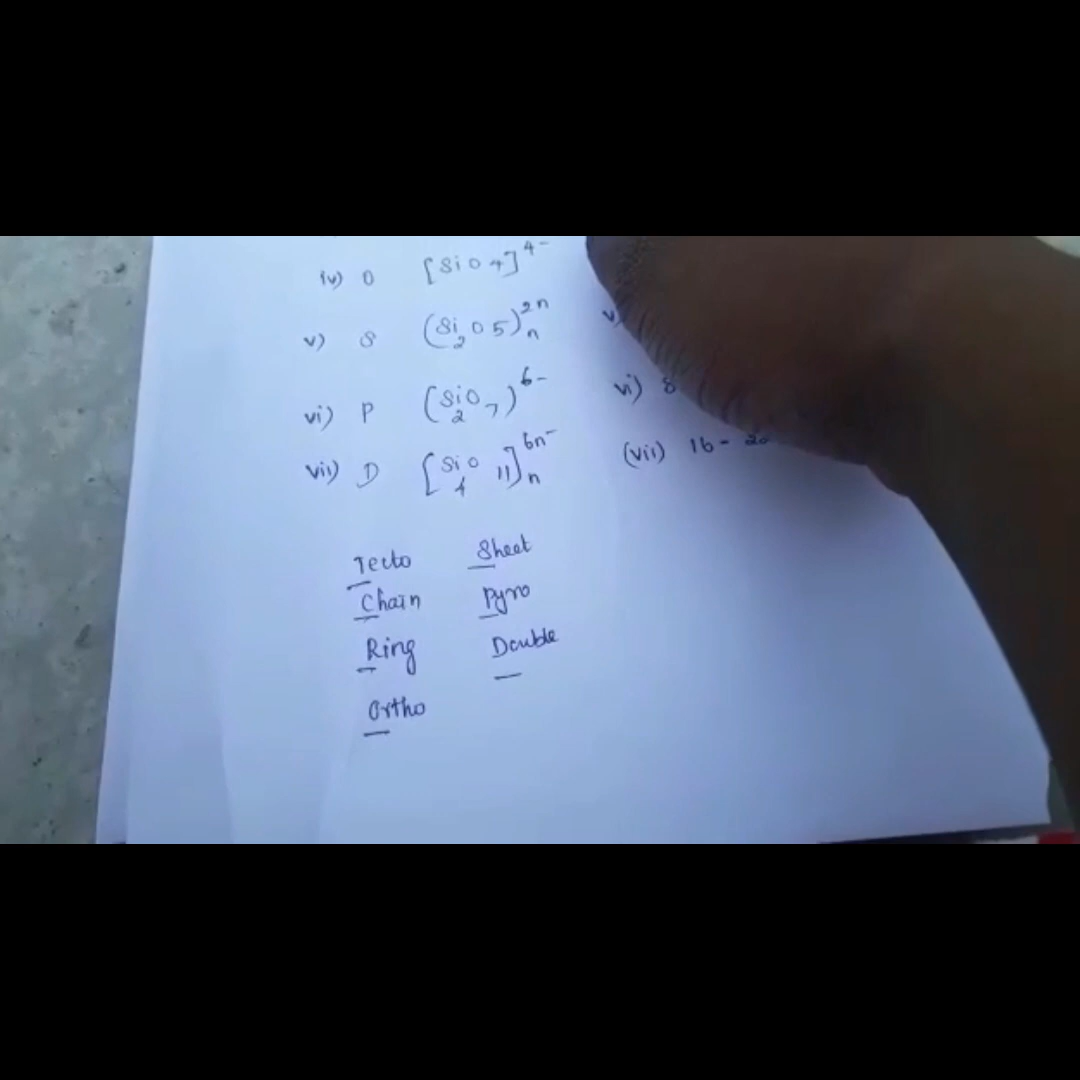 iv) O [SiO4]4-
v) S (Si2O5)n2n v)
vi) P (Si2O7)6- vi) 8
vii) D [Si4O11]n6n- (vii) 16 -
Tecto Sheet
Chain Pyro
Ring Double
Ortho